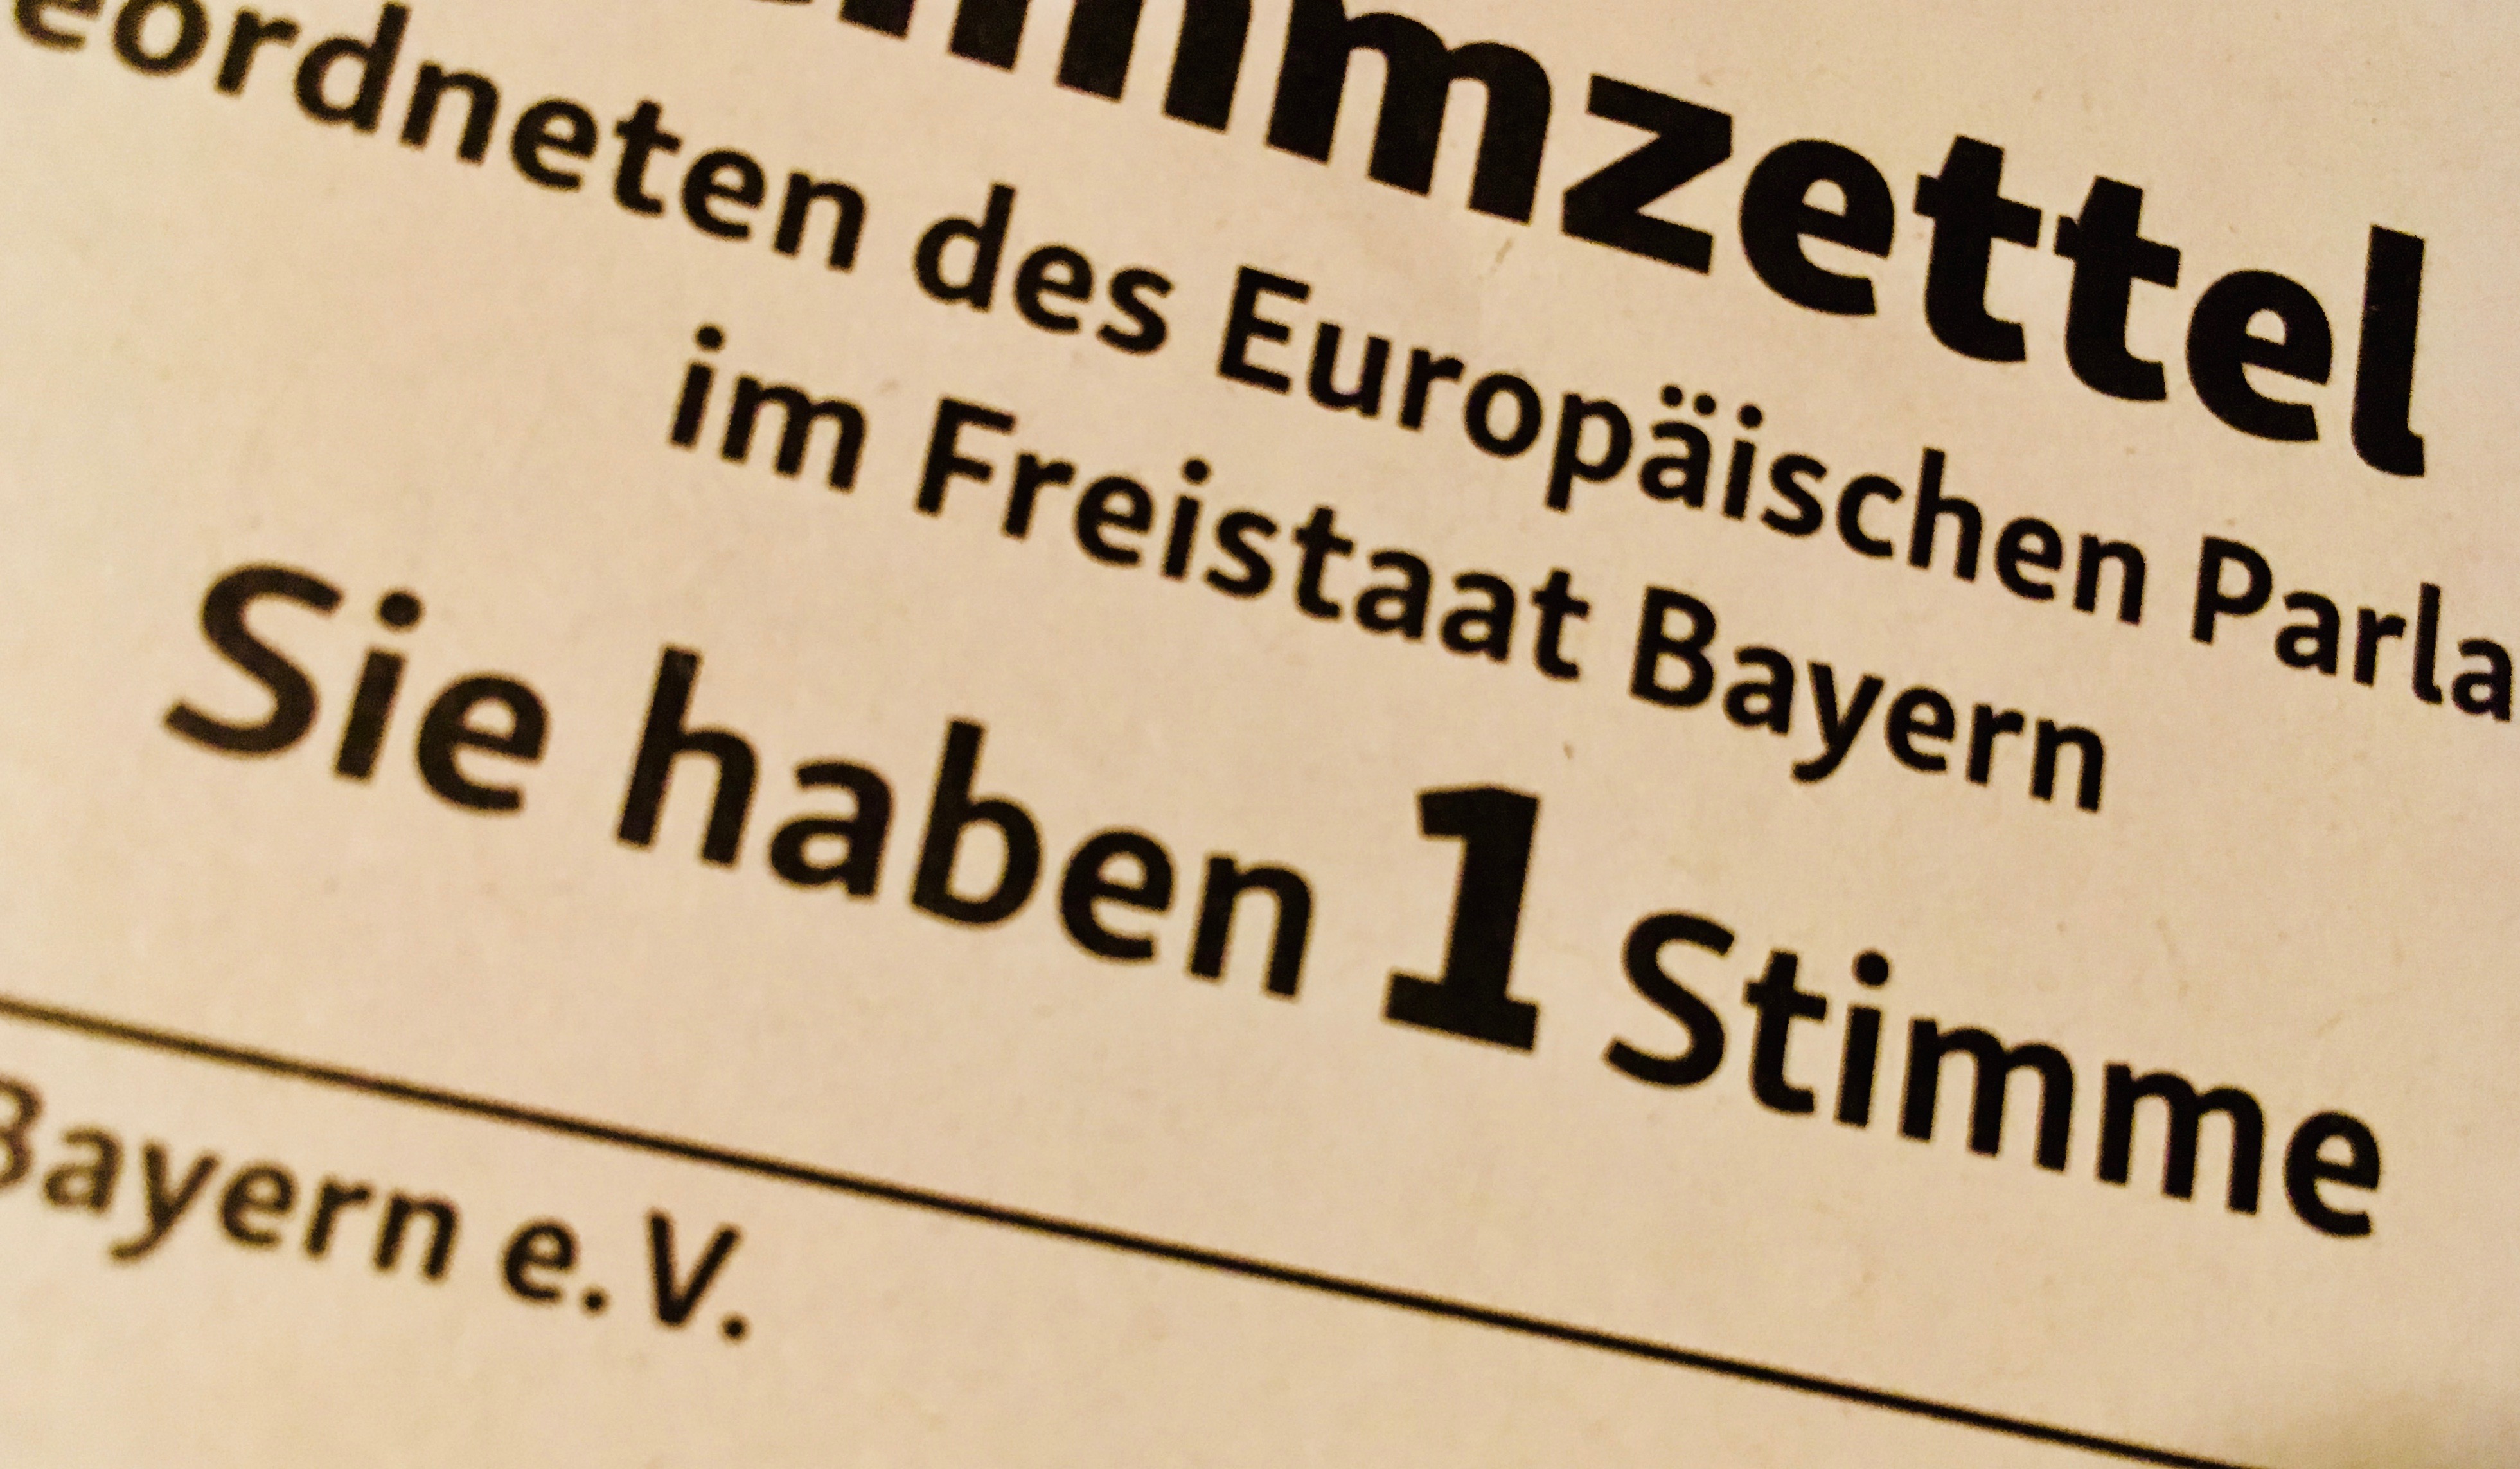 mmzettel
eordneten des Europäischen Parla
im Freistaat Bayern
Sie haben 1 Stimme
Bayern e.V.